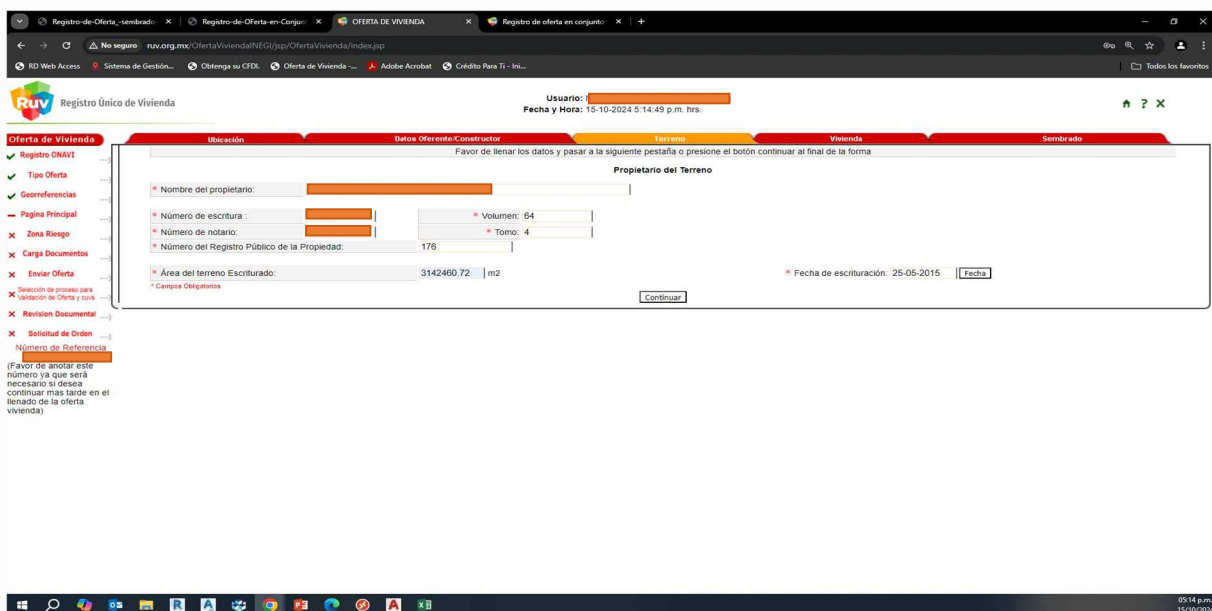 Registro-de-Oferta_-sembrado
Registro-de-OFerta-en-Conjun
OFERTA DE VIVIENDA
Registro de oferta en conjunto
No seguro ruv.org.mx/OfertaViviendaINEGI/jsp/OfertaVivienda/index.jsp
RD Web Access
Sistema de Gestión...
Obtenga su CFDI.
Oferta de Vivienda -...
Adobe Acrobat
Crédito Para Ti - Ini...
Todos los favoritos
Ruv Registro Único de Vivienda
Usuario:
Fecha y Hora: 15-10-2024 5:14:49 p.m. hrs.
Oferta de Vivienda
Ubicación
Datos Oferente/Constructor
Terreno
Vivienda
Sembrado
Favor de llenar los datos y pasar a la siguiente pestaña o presione el botón continuar al final de la forma
Propietario del Terreno
* Nombre del propietario:
* Número de escritura :
* Volumen: 64
* Número de notario:
* Tomo: 4
* Número del Registro Público de la Propiedad: 176
* Área del terreno Escriturado: 3142460.72 m2
* Fecha de escrituración: 25-05-2015 Fecha
* Campos Obligatorios
Continuar
Registro ONAVI
Tipo Oferta
Georreferencias
Pagina Principal
Zona Riesgo
Carga Documentos
Enviar Oferta
Selección de proceso para
Validación de Oferta y cuvs
Revision Documental
Solicitud de Orden
Número de Referencia
(Favor de anotar este
número ya que será
necesario si desea
continuar mas tarde en el
llenado de la oferta
vivienda)
05:14 p.m.
15/10/2024